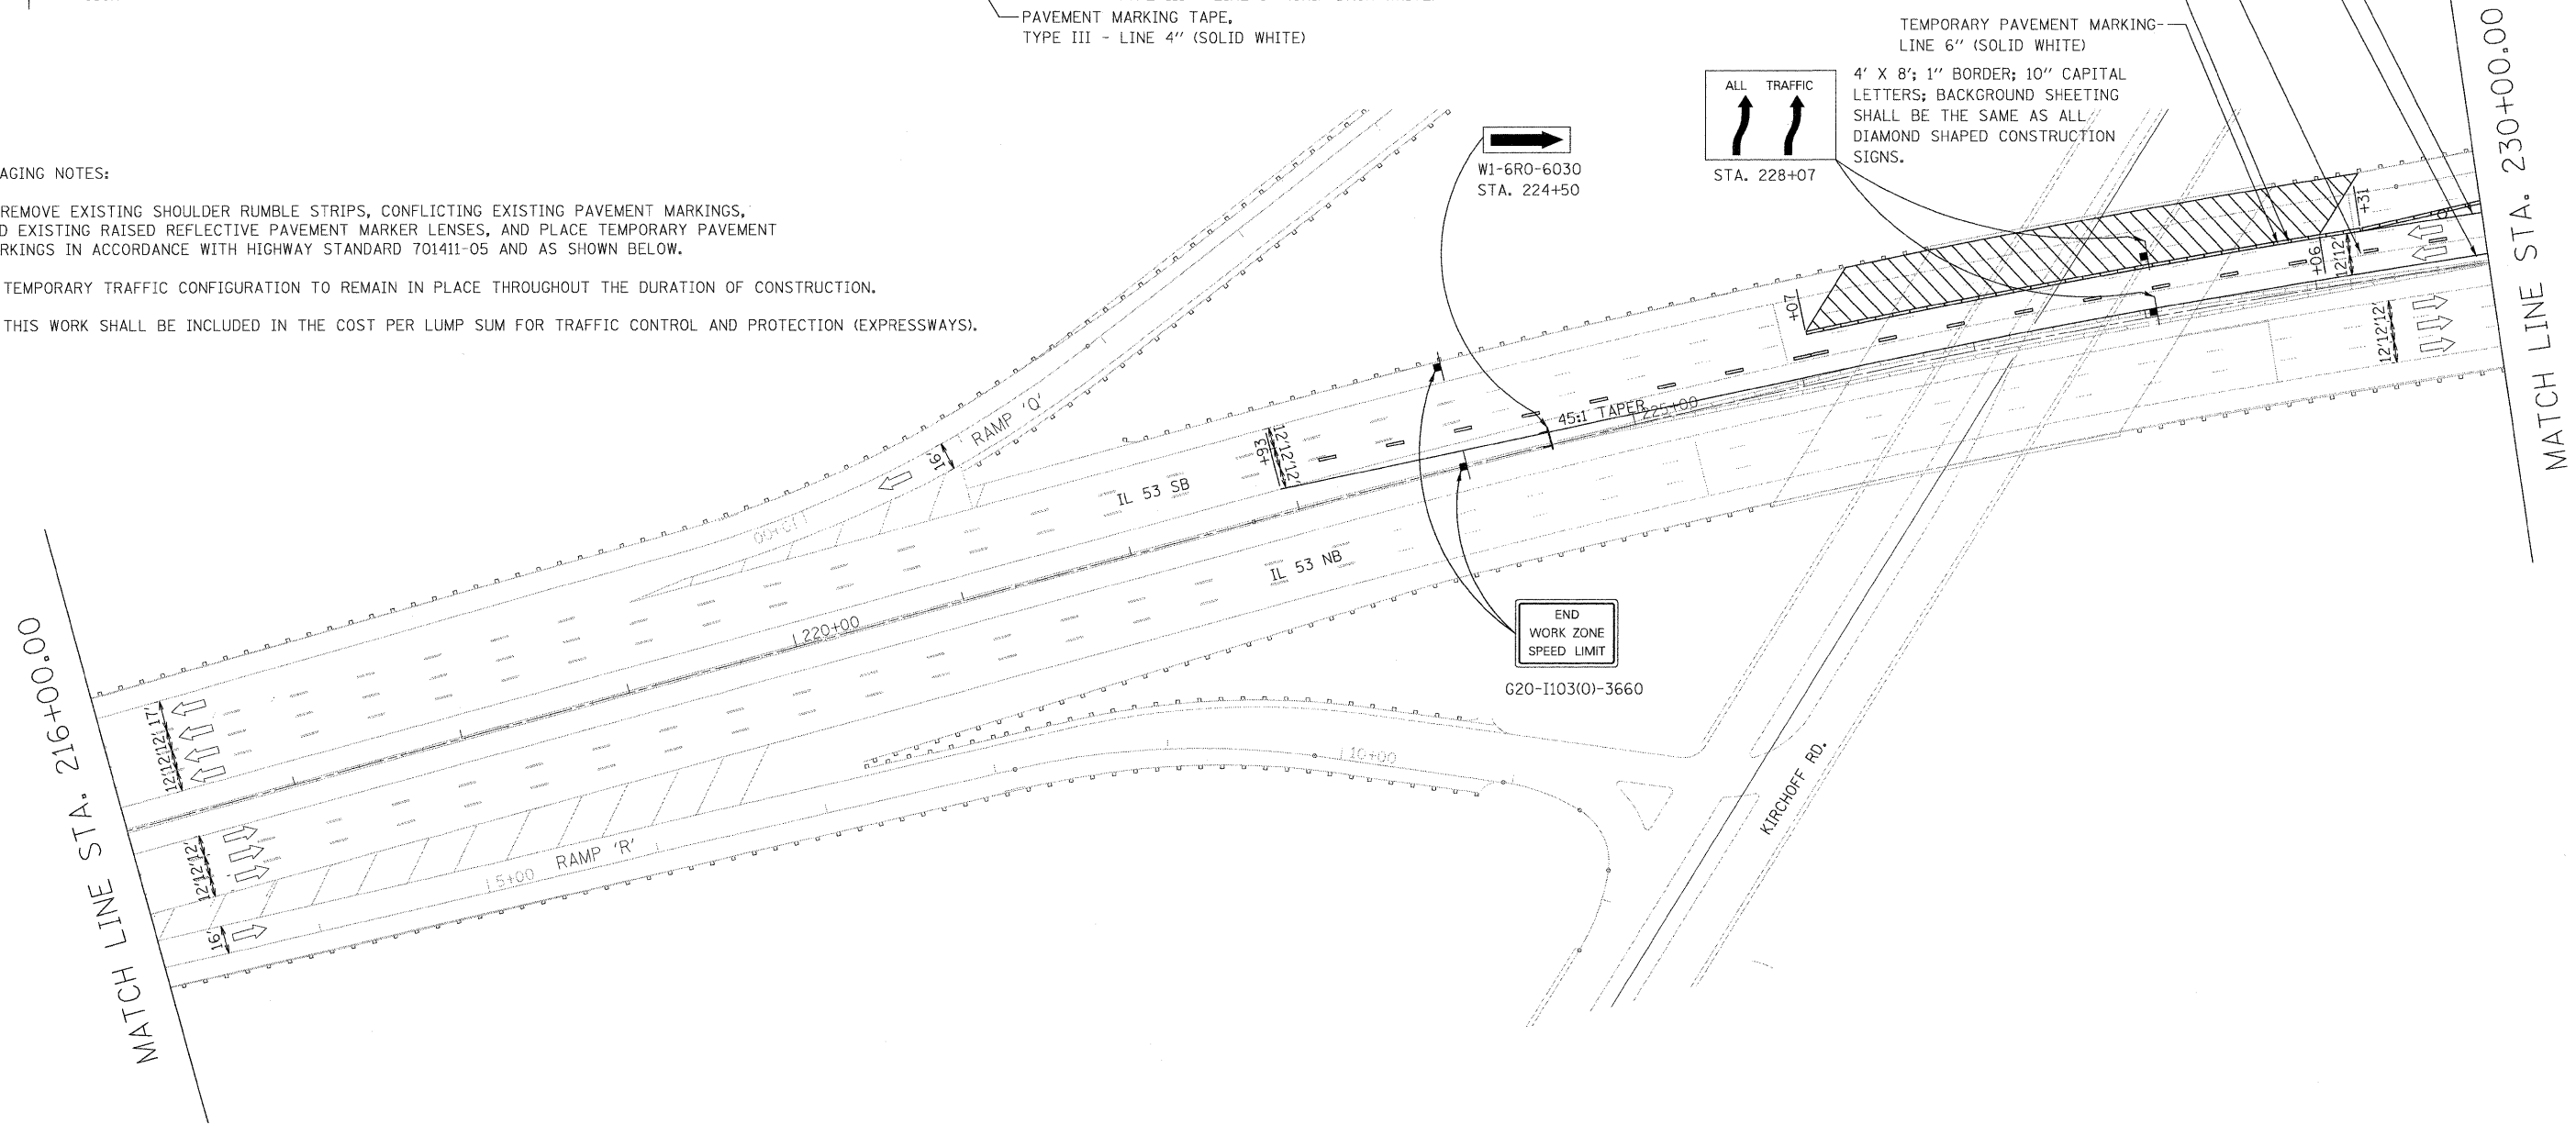 PAVEMENT MARKING TAPE,
TYPE III - LINE 4" (SOLID WHITE)
TEMPORARY PAVEMENT MARKING
LINE 6" (SOLID WHITE)
ALL TRAFFIC
STA. 228+07
4' X 8'; 1" BORDER; 10" CAPITAL
LETTERS; BACKGROUND SHEETING
SHALL BE THE SAME AS ALL
DIAMOND SHAPED CONSTRUCTION
SIGNS.
W1-6RO-6030
STA. 224+50
AGING NOTES:
REMOVE EXISTING SHOULDER RUMBLE STRIPS, CONFLICTING EXISTING PAVEMENT MARKINGS,
D EXISTING RAISED REFLECTIVE PAVEMENT MARKER LENSES, AND PLACE TEMPORARY PAVEMENT
RKINGS IN ACCORDANCE WITH HIGHWAY STANDARD 701411-05 AND AS SHOWN BELOW.
TEMPORARY TRAFFIC CONFIGURATION TO REMAIN IN PLACE THROUGHOUT THE DURATION OF CONSTRUCTION.
THIS WORK SHALL BE INCLUDED IN THE COST PER LUMP SUM FOR TRAFFIC CONTROL AND PROTECTION (EXPRESSWAYS).
MATCH LINE STA. 230+00.00
+31
+06
12'12'
+07
12'12'12'
45:1 TAPER
225+00
RAMP 'Q'
16'
+93
12'12'12'
IL 53 SB
IL 53 NB
220+00
END
WORK ZONE
SPEED LIMIT
G20-I103(O)-3660
MATCH LINE STA. 216+00.00
12'12'12'17'
12'12'12'
16'
5+00
RAMP 'R'
10+00
KIRCHOFF RD.